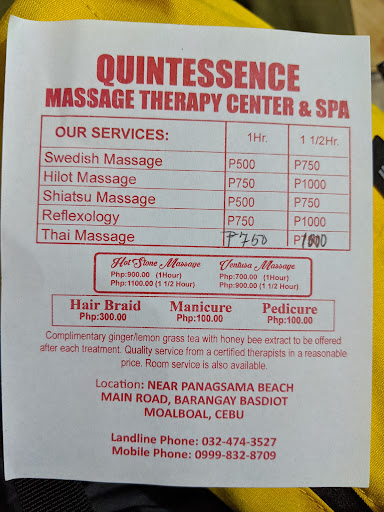 QUINTESSENCE
MASSAGE THERAPY CENTER & SPA
OUR SERVICES: 1Hr. 1 1/2Hr.
Swedish Massage P500 P750
Hilot Massage P750 P1000
Shiatsu Massage P500 P750
Reflexology P750 P1000
Thai Massage P750 P1000
Hot Stone Massage Ventusa Massage
Php:900.00 (1Hour) Php:700.00 (1Hour)
Php:1100.00 (1 1/2 Hour) Php:900.00 (1 1/2 Hour)
Hair Braid Manicure Pedicure
Php:300.00 Php:100.00 Php:100.00
Complimentary ginger/lemon grass tea with honey bee extract to be offered
after each treatment. Quality service from a certified therapists in a reasonable
price. Room service is also available.
Location: NEAR PANAGSAMA BEACH
MAIN ROAD, BARANGAY BASDIOT
MOALBOAL, CEBU
Landline Phone: 032-474-3527
Mobile Phone: 0999-832-8709